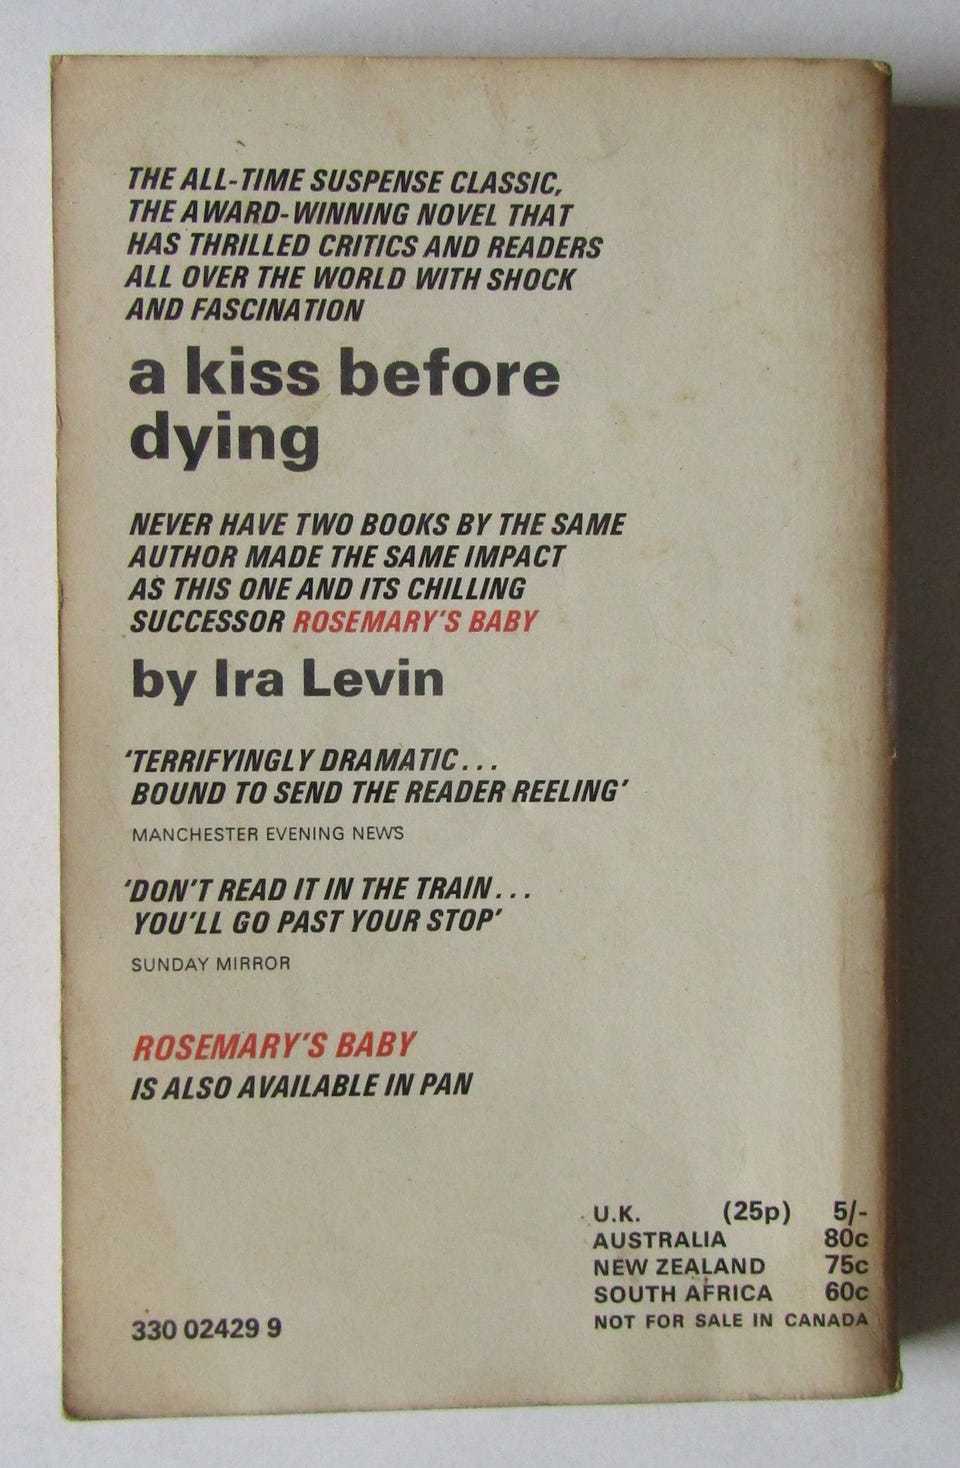 THE ALL-TIME SUSPENSE CLASSIC,
THE AWARD-WINNING NOVEL THAT
HAS THRILLED CRITICS AND READERS
ALL OVER THE WORLD WITH SHOCK
AND FASCINATION
a kiss before
dying
NEVER HAVE TWO BOOKS BY THE SAME
AUTHOR MADE THE SAME IMPACT
AS THIS ONE AND ITS CHILLING
SUCCESSOR ROSEMARY'S BABY
by Ira Levin
'TERRIFYINGLY DRAMATIC...
BOUND TO SEND THE READER REELING'
MANCHESTER EVENING NEWS
'DON'T READ IT IN THE TRAIN...
YOU'LL GO PAST YOUR STOP'
SUNDAY MIRROR
ROSEMARY'S BABY
IS ALSO AVAILABLE IN PAN
U.K. (25p) 5/-
AUSTRALIA 80c
NEW ZEALAND 75c
SOUTH AFRICA 60c
NOT FOR SALE IN CANADA
330 02429 9